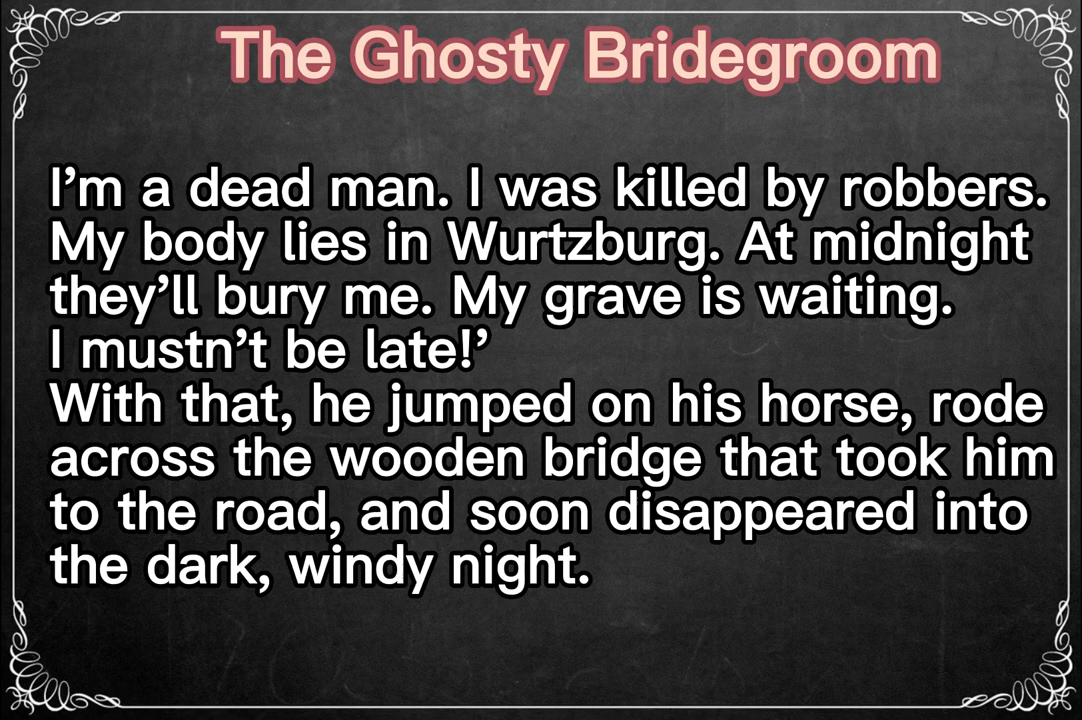 The Ghosty Bridegroom
I’m a dead man. I was killed by robbers.
My body lies in Wurtzburg. At midnight
they’ll bury me. My grave is waiting.
I mustn’t be late!’
With that, he jumped on his horse, rode
across the wooden bridge that took him
to the road, and soon disappeared into
the dark, windy night.